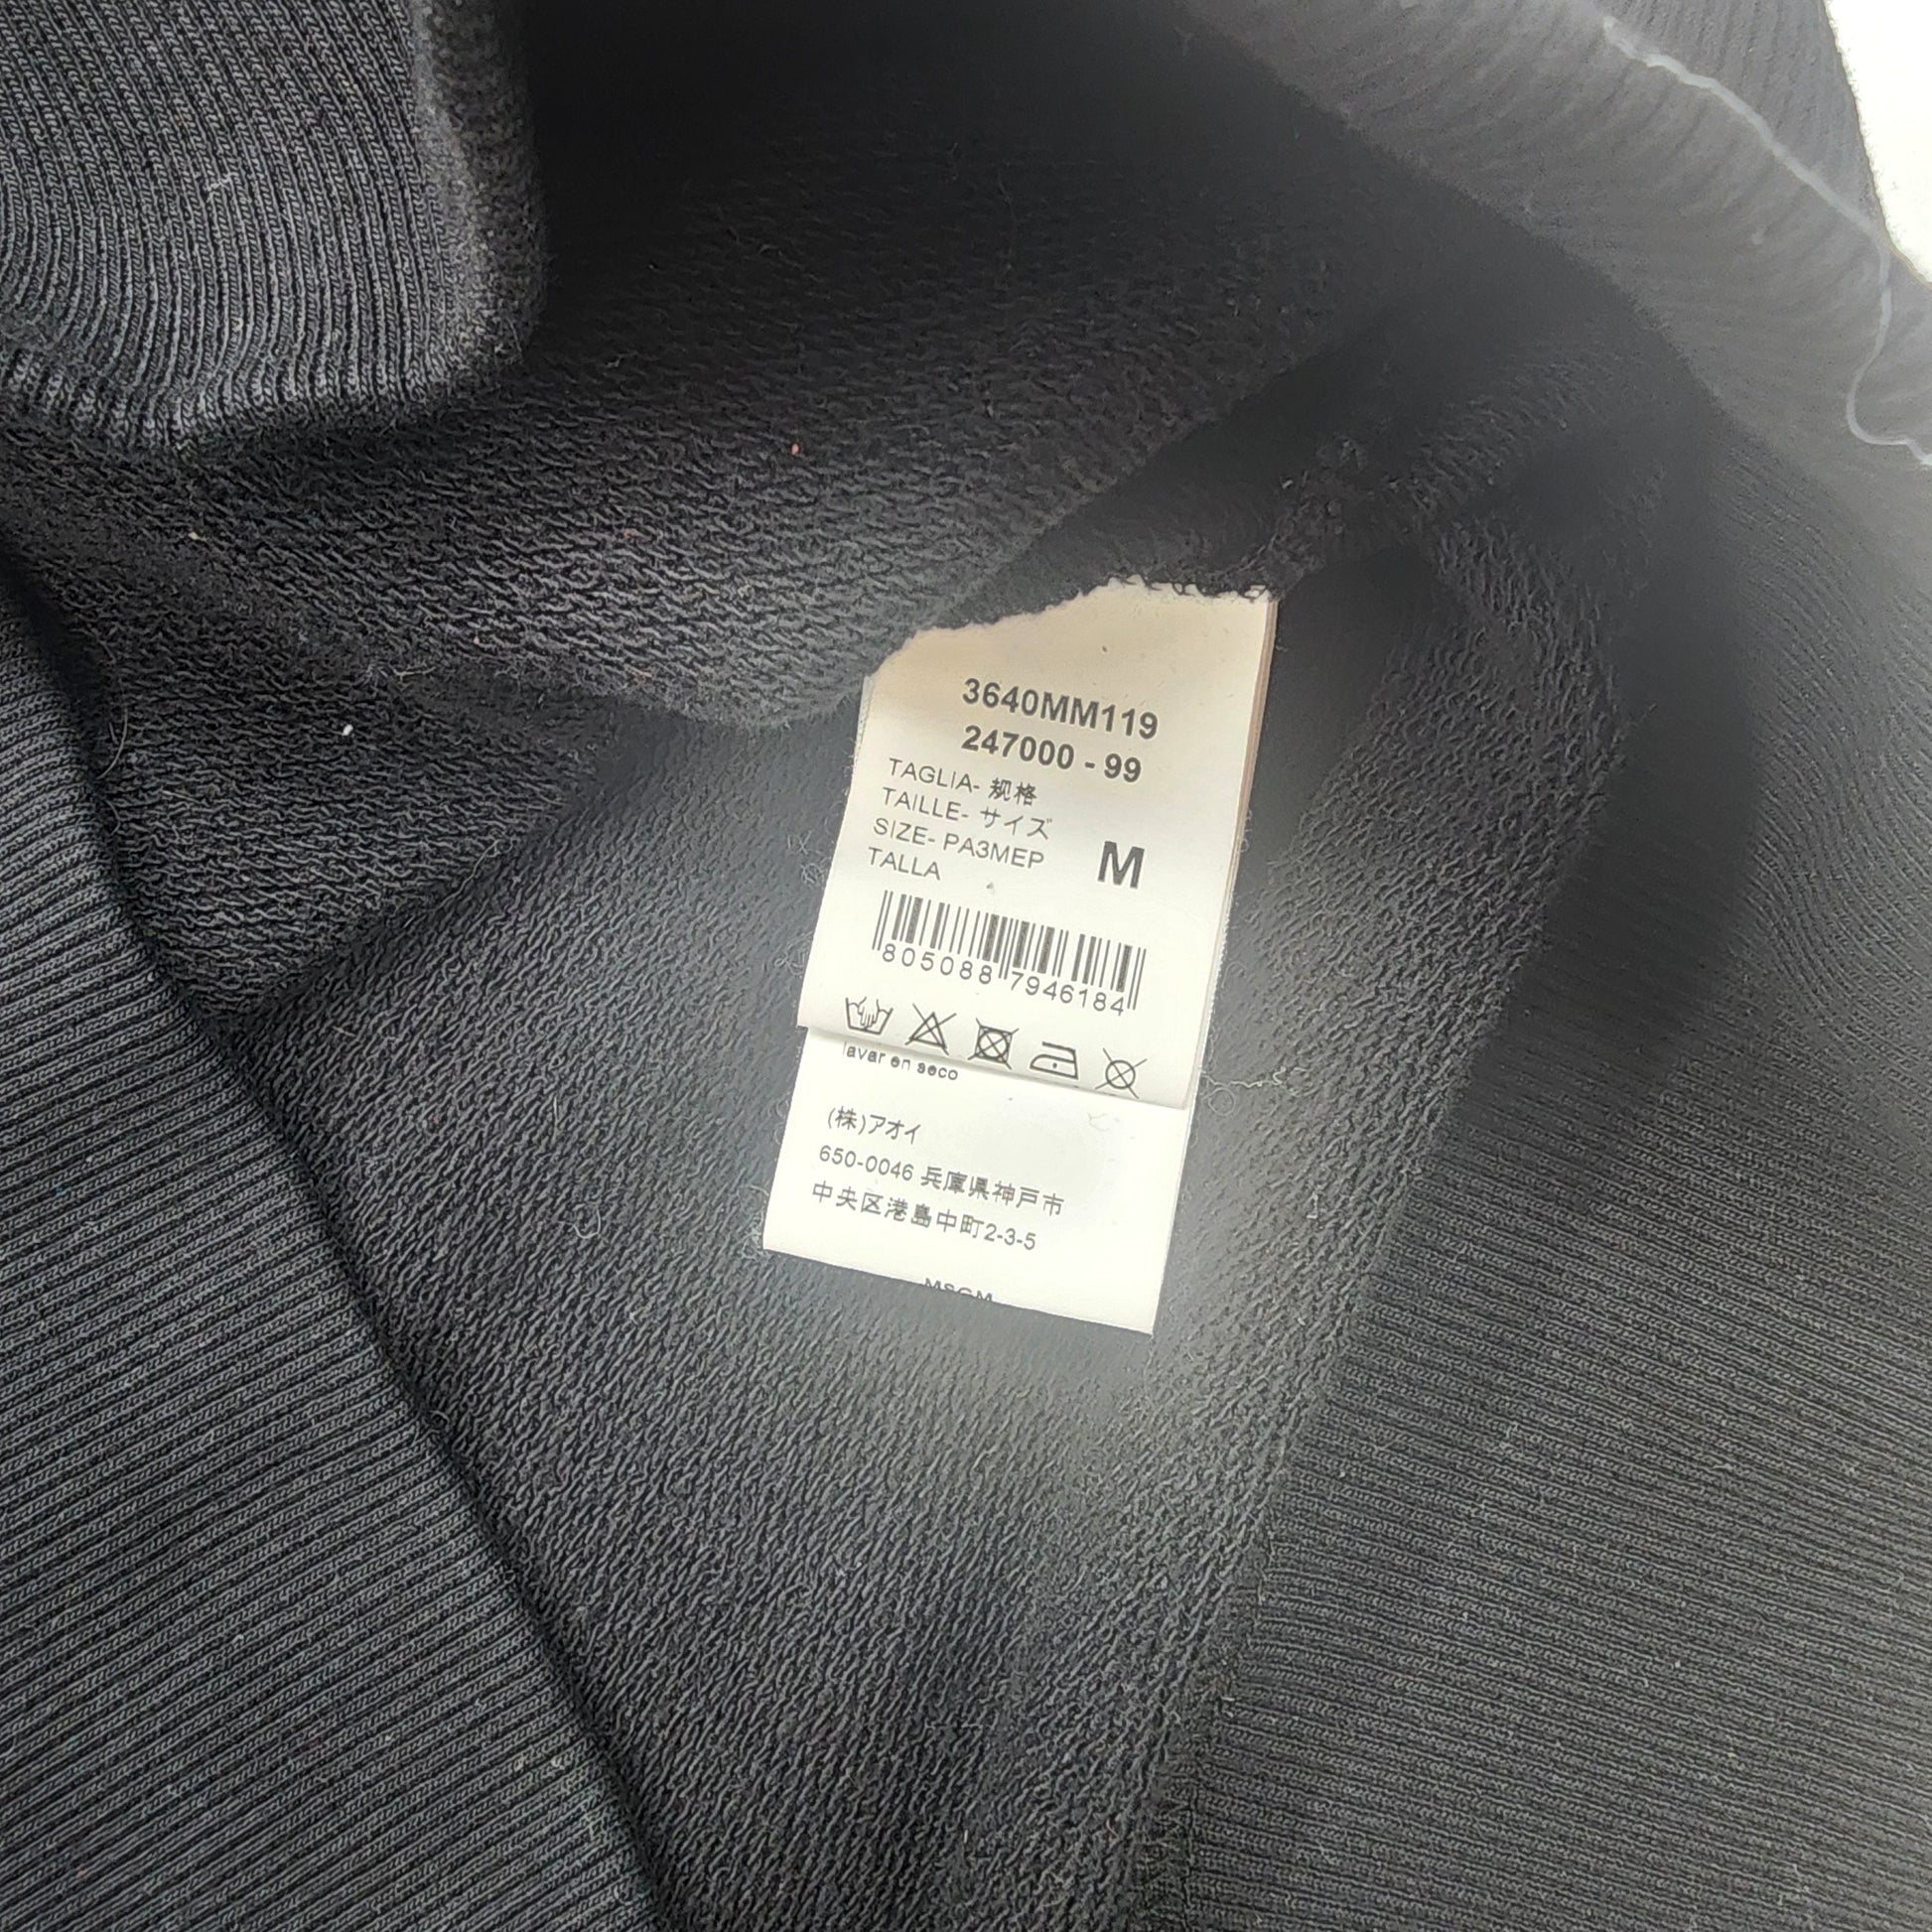 3640MM119
247000 - 99
TAGLIA- 规格
TAILLE- サイズ
SIZE- PA3MEP
TALLA
M
805088 794618 4
lavar en seco
(株)アオイ
650-0046 兵庫県神戸市
中央区港島中町2-3-5
MSGM